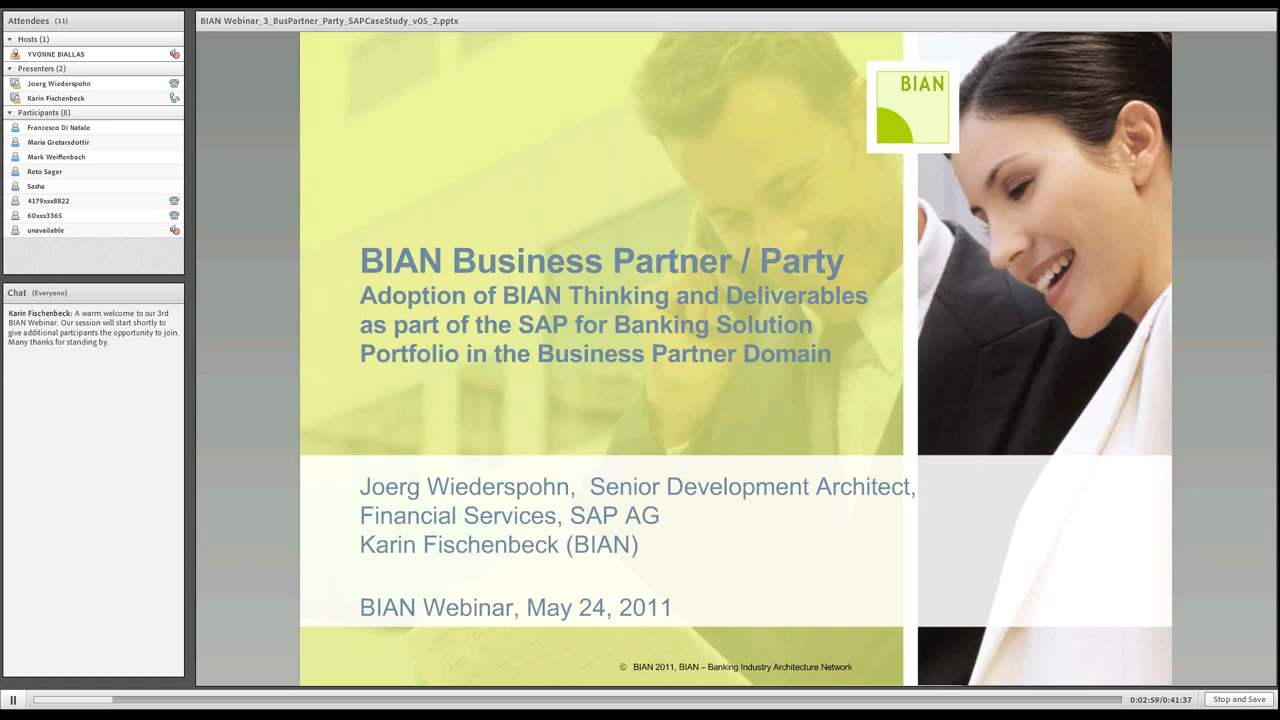 Attendees (11)
Hosts (1)
YVONNE BIALLAS
Presenters (2)
Joerg Wiederspohn
Karin Fischenbeck
Participants (8)
Francesco Di Natale
Maria Gretarsdottir
Mark Weiffenbach
Reto Sager
Sasha
4179xxx8822
60xxx3365
unavailable
Chat (Everyone)
Karin Fischenbeck: A warm welcome to our 3rd
BIAN Webinar. Our session will start shortly to
give additional partcipants the opportunity to join.
Many thanks for standing by.
BIAN Webinar_3_BusPartner_Party_SAPCaseStudy_v05_2.pptx
BIAN
BIAN Business Partner / Party
Adoption of BIAN Thinking and Deliverables
as part of the SAP for Banking Solution
Portfolio in the Business Partner Domain
Joerg Wiederspohn, Senior Development Architect,
Financial Services, SAP AG
Karin Fischenbeck (BIAN)
BIAN Webinar, May 24, 2011
© BIAN 2011, BIAN – Banking Industry Architecture Network
0:02:59/0:41:37
Stop and Save